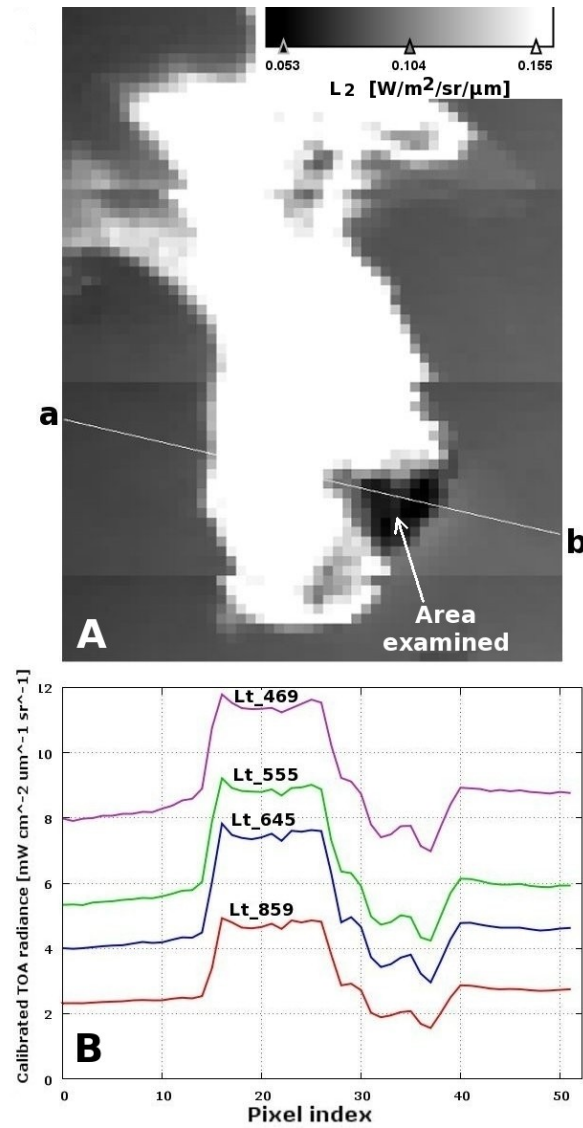 0.053 0.104 0.155
L2 [W/m²/sr/µm]
a
b
Area
examined
A
12
10
8
6
4
2
0
Calibrated TOA radiance [mW cm^-2 um^-1 sr^-1]
Lt_469
Lt_555
Lt_645
Lt_859
B
0 10 20 30 40 50
Pixel index